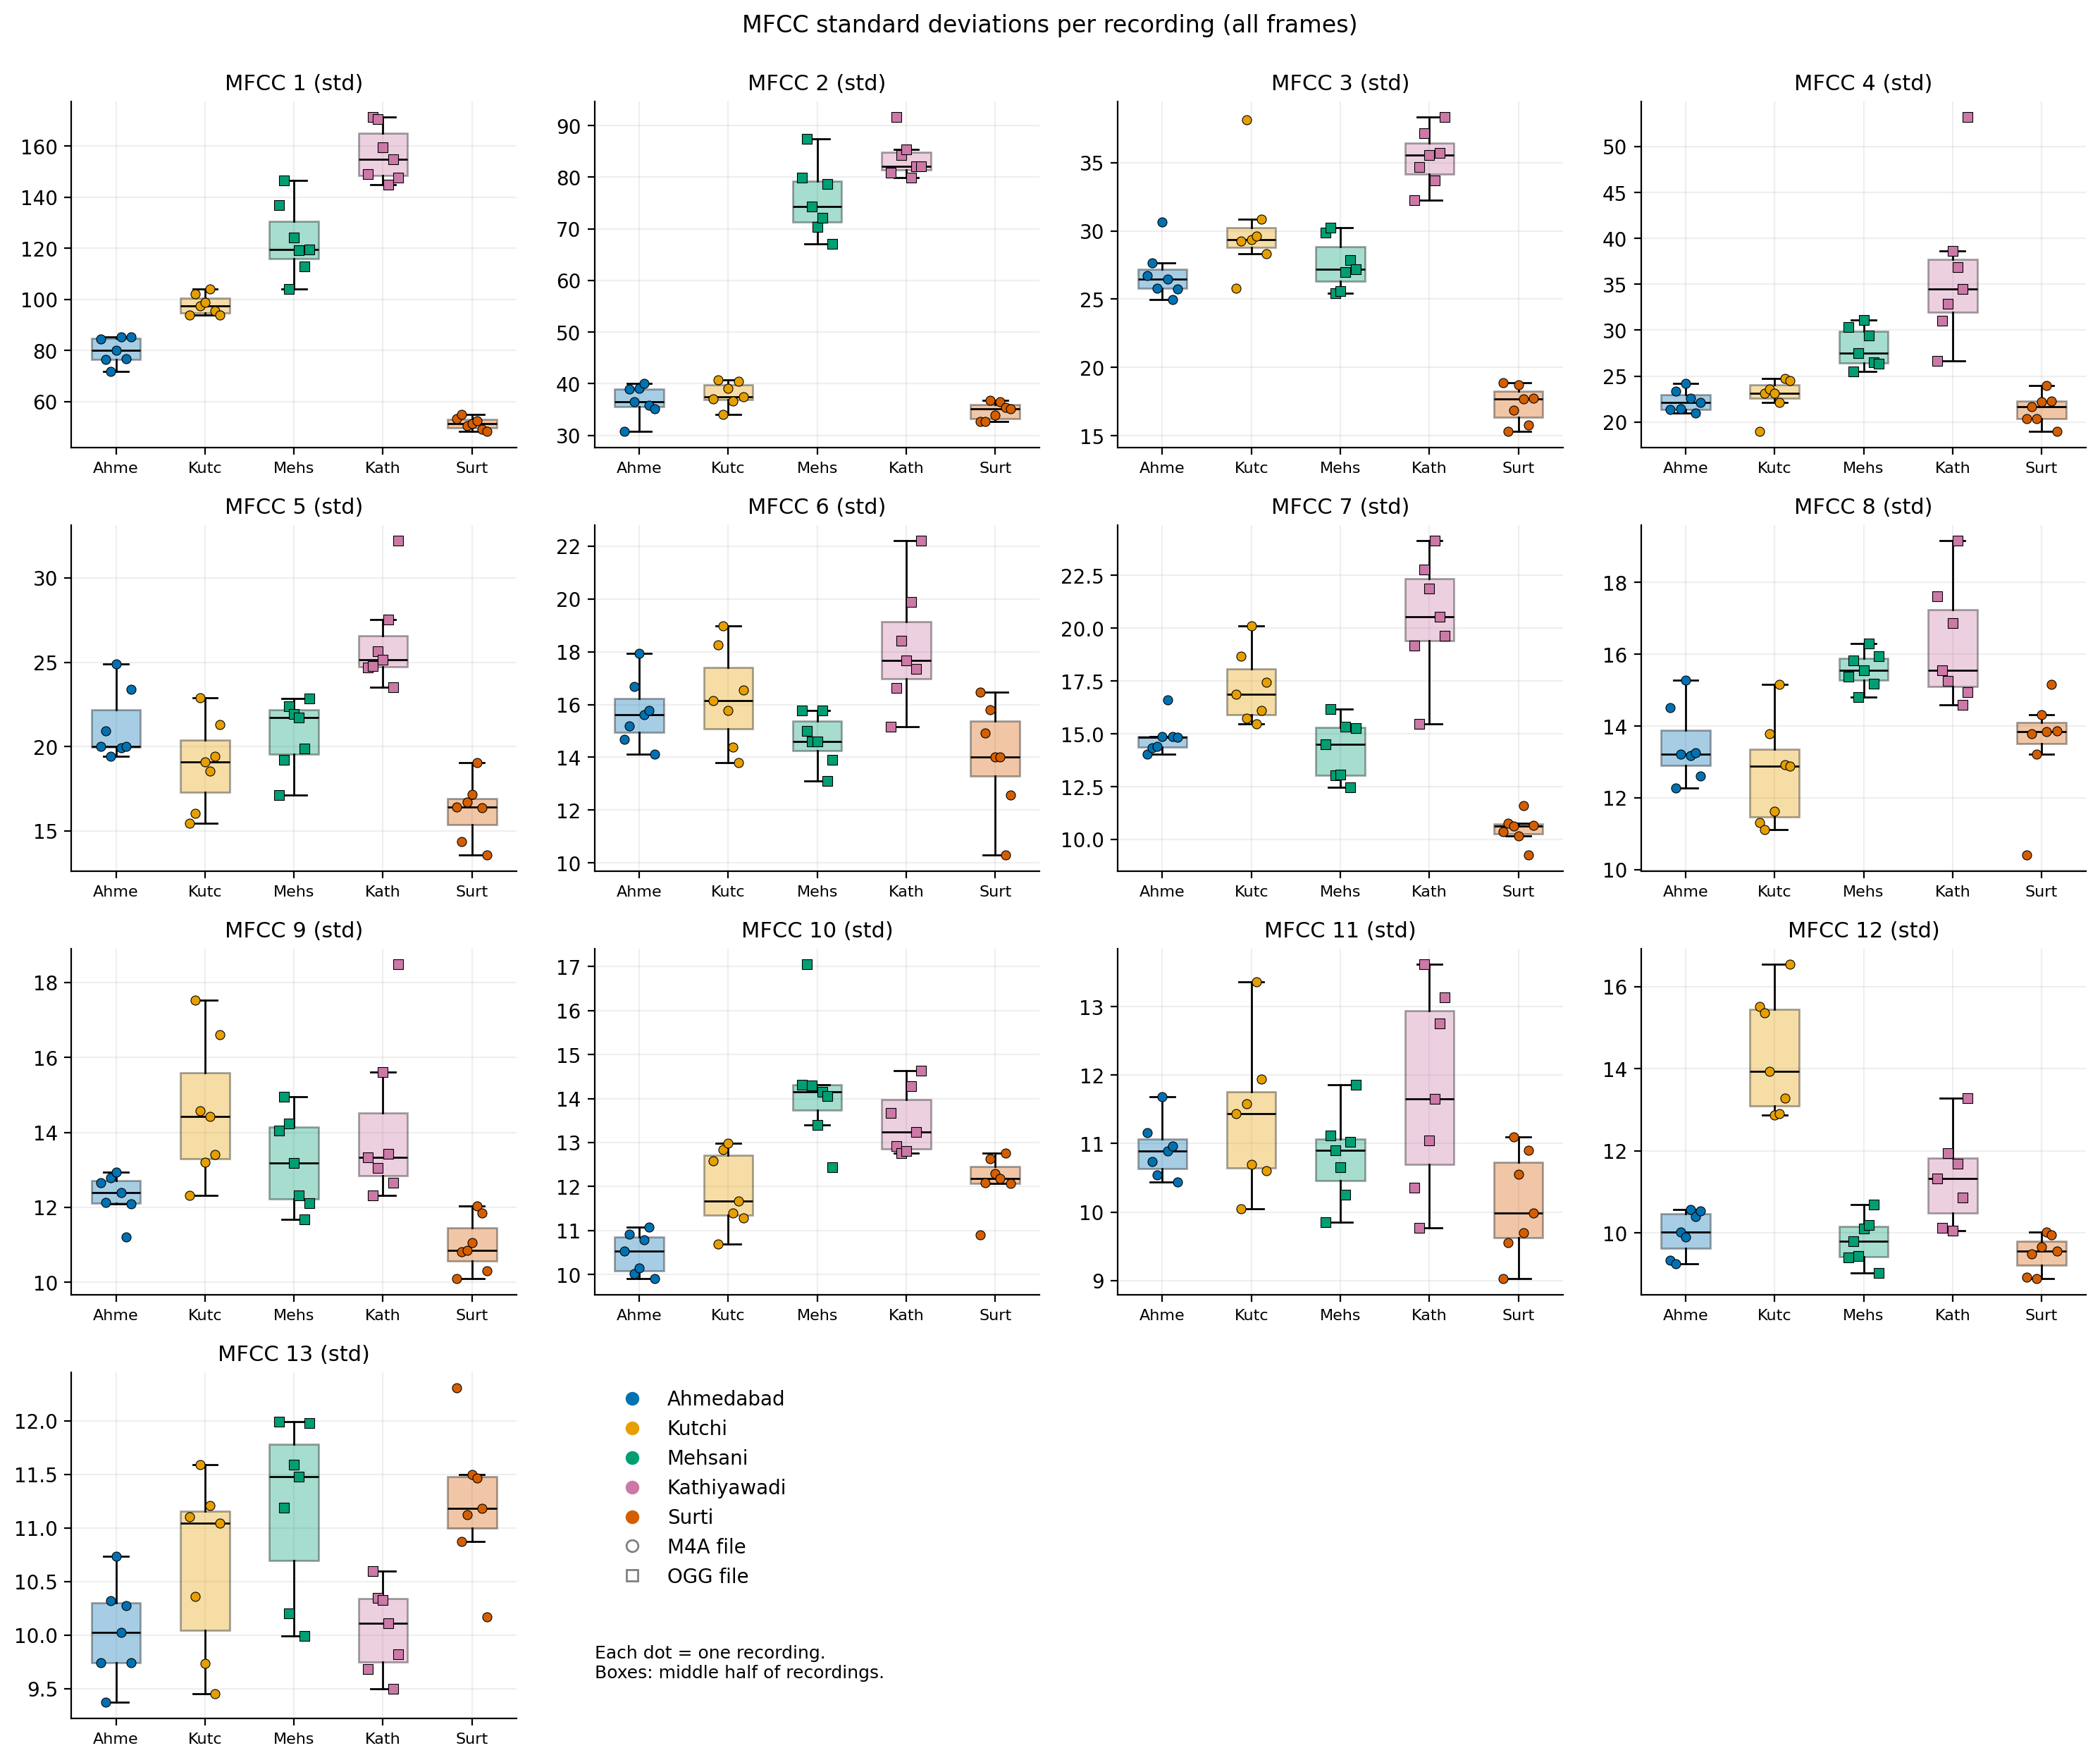 MFCC standard deviations per recording (all frames)
MFCC 1 (std)
160
140
120
100
80
60
Ahme Kutc Mehs Kath Surt
MFCC 2 (std)
90
80
70
60
50
40
30
Ahme Kutc Mehs Kath Surt
MFCC 3 (std)
35
30
25
20
15
Ahme Kutc Mehs Kath Surt
MFCC 4 (std)
50
45
40
35
30
25
20
Ahme Kutc Mehs Kath Surt
MFCC 5 (std)
30
25
20
15
Ahme Kutc Mehs Kath Surt
MFCC 6 (std)
22
20
18
16
14
12
10
Ahme Kutc Mehs Kath Surt
MFCC 7 (std)
22.5
20.0
17.5
15.0
12.5
10.0
Ahme Kutc Mehs Kath Surt
MFCC 8 (std)
18
16
14
12
10
Ahme Kutc Mehs Kath Surt
MFCC 9 (std)
18
16
14
12
10
Ahme Kutc Mehs Kath Surt
MFCC 10 (std)
17
16
15
14
13
12
11
10
Ahme Kutc Mehs Kath Surt
MFCC 11 (std)
13
12
11
10
9
Ahme Kutc Mehs Kath Surt
MFCC 12 (std)
16
14
12
10
Ahme Kutc Mehs Kath Surt
MFCC 13 (std)
12.0
11.5
11.0
10.5
10.0
9.5
Ahme Kutc Mehs Kath Surt
Ahmedabad
Kutchi
Mehsani
Kathiyawadi
Surti
M4A file
OGG file
Each dot = one recording.
Boxes: middle half of recordings.